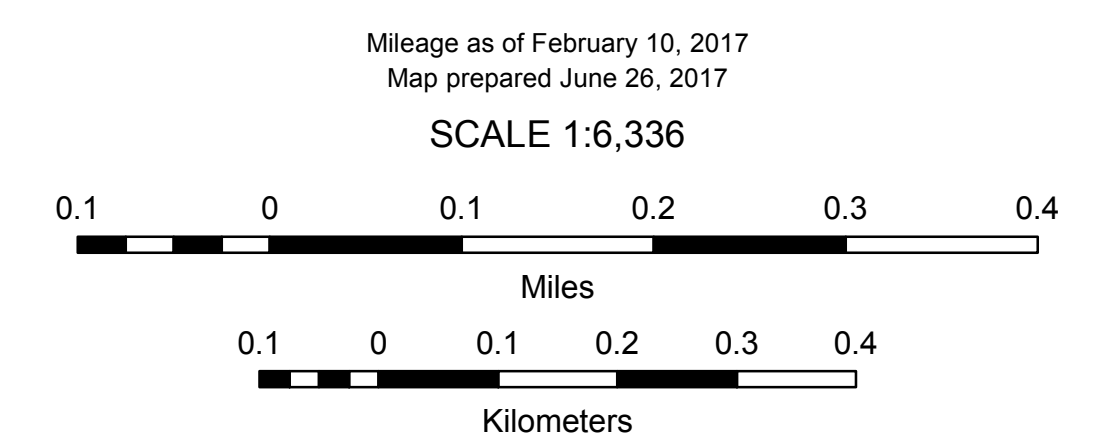 Mileage as of February 10, 2017
Map prepared June 26, 2017
SCALE 1:6,336
0.1 0 0.1 0.2 0.3 0.4
Miles
0.1 0 0.1 0.2 0.3 0.4
Kilometers